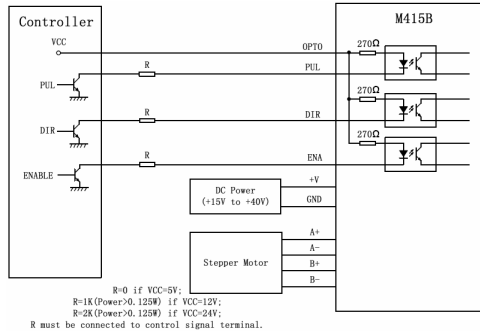 Controller
M415B
VCC
OPTO
270Ω
R
PUL
PUL
270Ω
R
DIR
DIR
270Ω
R
ENA
ENABLE
DC Power
(+15V to +40V)
+V
GND
Stepper Motor
A+
A-
B+
B-
R=0 if VCC=5V;
R=1K(Power>0.125W) if VCC=12V;
R=2K(Power>0.125W) if VCC=24V;
R must be connected to control signal terminal.